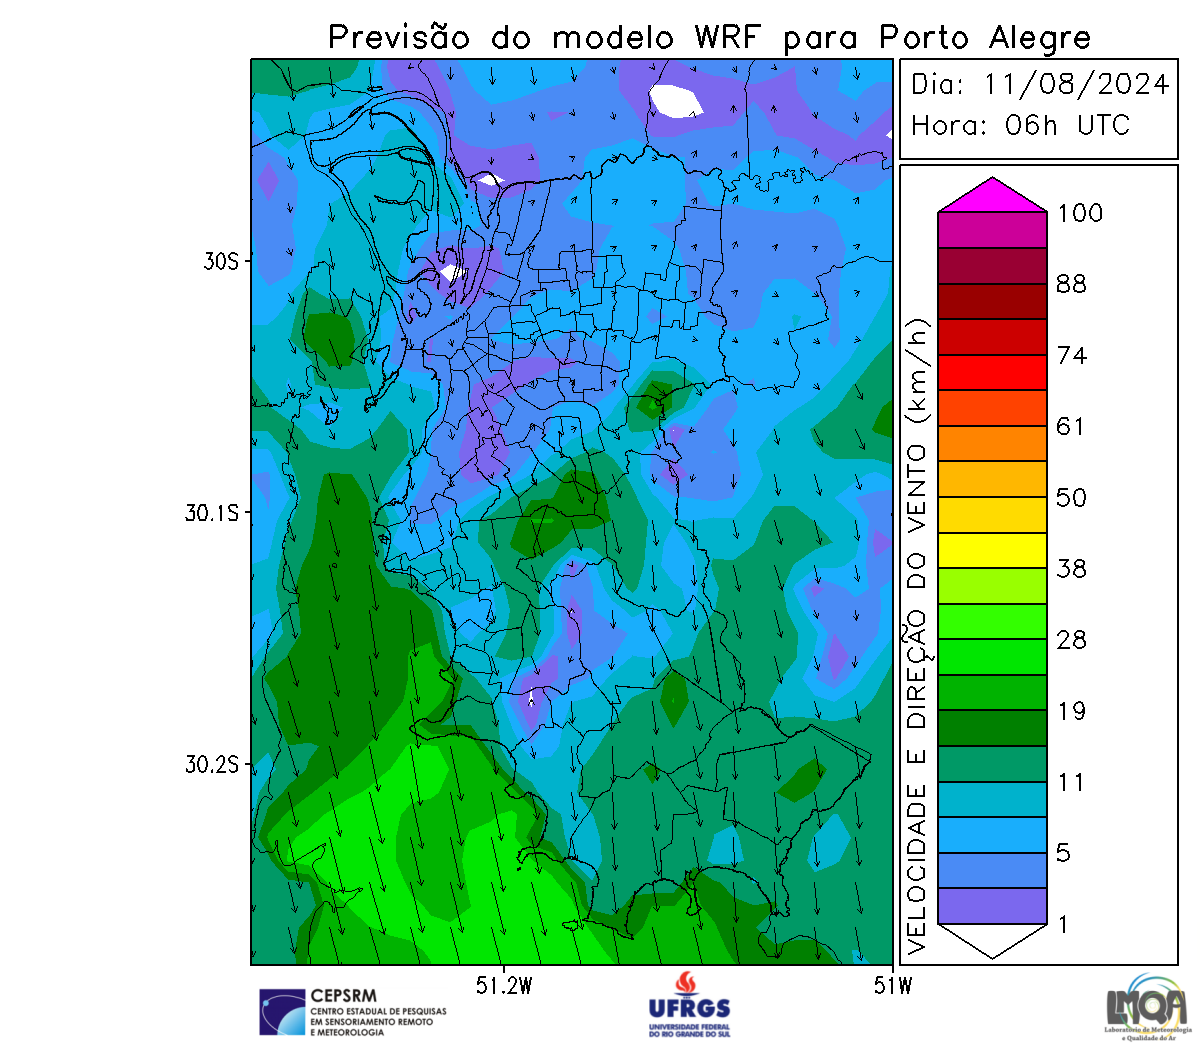 Previsão do modelo WRF para Porto Alegre
Dia: 11/08/2024
Hora: 06h UTC
30S
30.1S
30.2S
51.2W
51W
VELOCIDADE E DIREÇÃO DO VENTO (km/h)
100
88
74
61
50
38
28
19
11
5
1
CEPSRM
CENTRO ESTADUAL DE PESQUISAS
EM SENSORIAMENTO REMOTO
E METEOROLOGIA
UFRGS
UNIVERSIDADE FEDERAL
DO RIO GRANDE DO SUL
LMQA
Laboratório de Meteorologia
e Qualidade do Ar